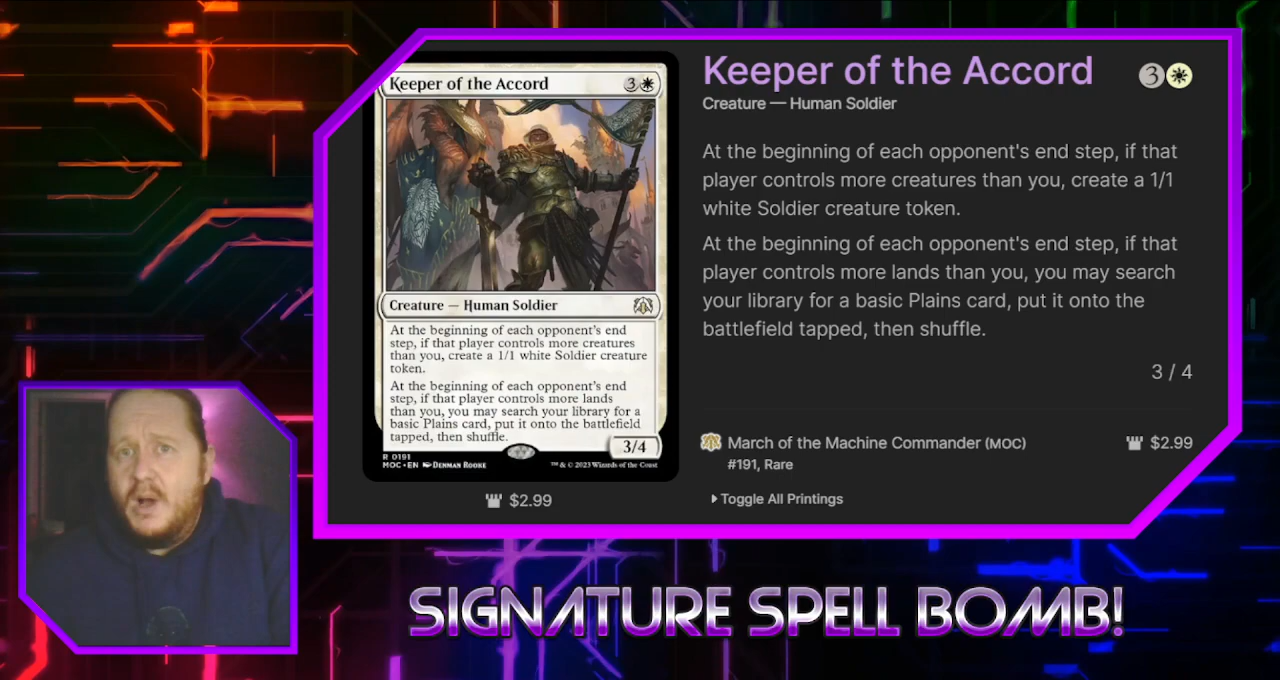 Keeper of the Accord 3
Creature — Human Soldier
At the beginning of each opponent's end
step, if that player controls more creatures
than you, create a 1/1 white Soldier creature
token.
At the beginning of each opponent's end
step, if that player controls more lands
than you, you may search your library for a
basic Plains card, put it onto the battlefield
tapped, then shuffle.
3/4
R 0191
MOC • EN DENMAN ROOKE
™ & © 2023 Wizards of the Coast
$2.99
Keeper of the Accord 3
Creature — Human Soldier
At the beginning of each opponent's end step, if that
player controls more creatures than you, create a 1/1
white Soldier creature token.
At the beginning of each opponent's end step, if that
player controls more lands than you, you may search
your library for a basic Plains card, put it onto the
battlefield tapped, then shuffle.
3 / 4
March of the Machine Commander (MOC) $2.99
#191, Rare
Toggle All Printings
SIGNATURE SPELL BOMB!